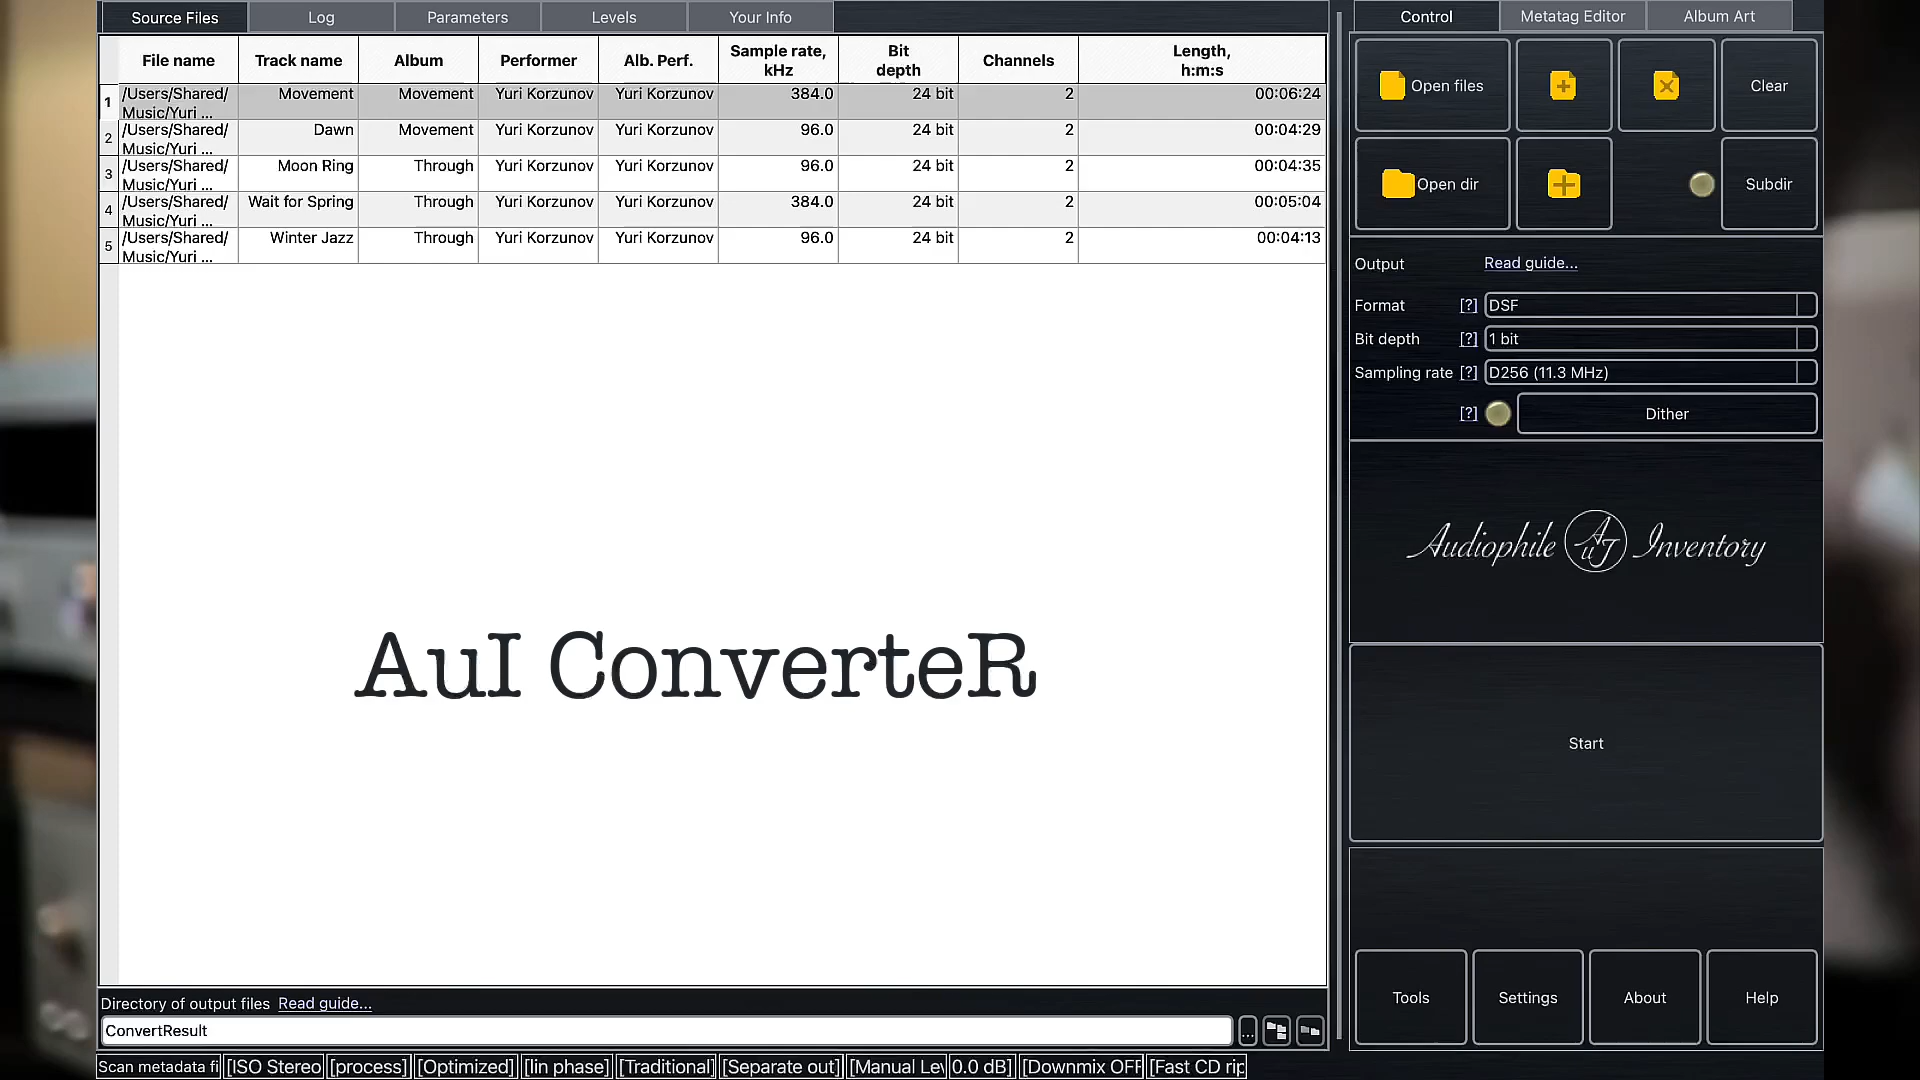 Source Files Log Parameters Levels Your Info
File name Track name Album Performer Alb. Perf. Sample rate, kHz Bit depth Channels Length, h:m:s
1 /Users/Shared/ Movement Movement Yuri Korzunov Yuri Korzunov 384.0 24 bit 2 00:06:24
Music/Yuri ...
2 /Users/Shared/ Dawn Movement Yuri Korzunov Yuri Korzunov 96.0 24 bit 2 00:04:29
Music/Yuri ...
3 /Users/Shared/ Moon Ring Through Yuri Korzunov Yuri Korzunov 96.0 24 bit 2 00:04:35
Music/Yuri ...
4 /Users/Shared/ Wait for Spring Through Yuri Korzunov Yuri Korzunov 384.0 24 bit 2 00:05:04
Music/Yuri ...
5 /Users/Shared/ Winter Jazz Through Yuri Korzunov Yuri Korzunov 96.0 24 bit 2 00:04:13
Music/Yuri ...
AuI ConverteR
Directory of output files Read guide...
ConvertResult
...
Scan metadata fi [ISO Stereo [process] [Optimized] [lin phase] [Traditional] [Separate out] [Manual Lev 0.0 dB] [Downmix OFF [Fast CD rip
Control Metatag Editor Album Art
Open files Clear
Open dir Subdir
Output Read guide...
Format [?] DSF
Bit depth [?] 1 bit
Sampling rate [?] D256 (11.3 MHz)
[?] Dither
Audiophile AuI Inventory
Start
Tools Settings About Help